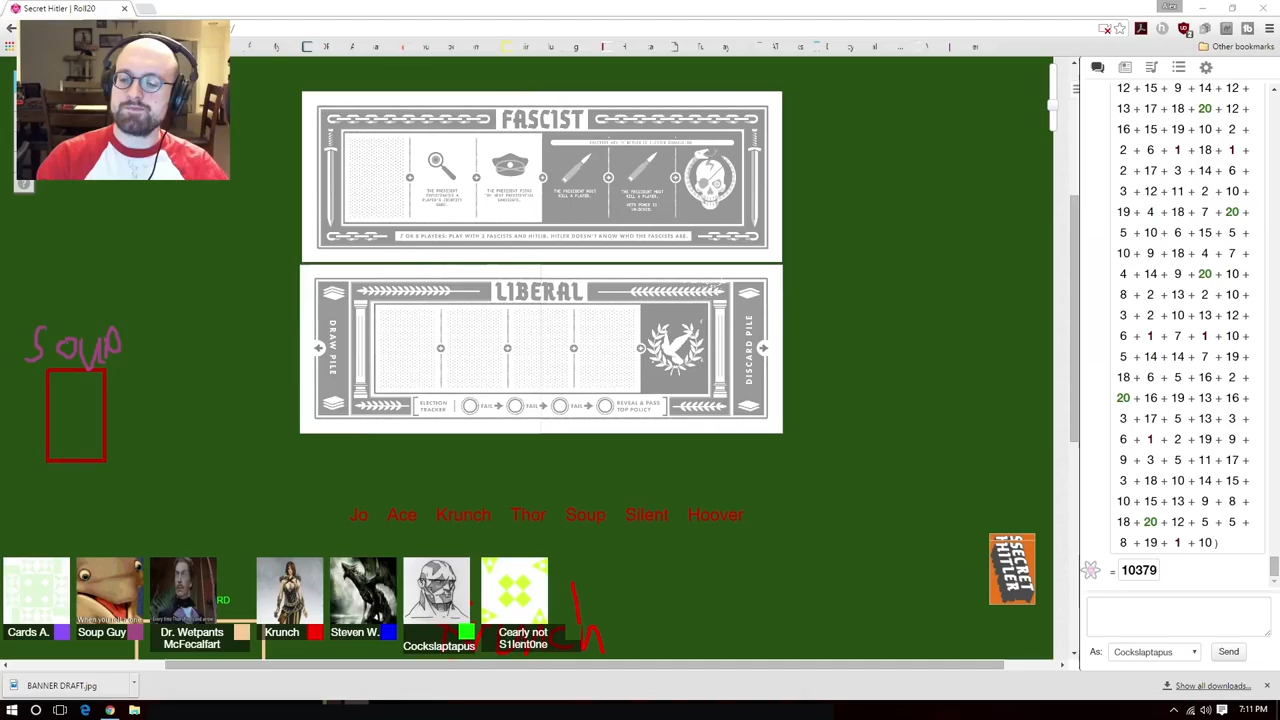 Secret Hitler | Roll20
Alex
Other bookmarks
FASCIST
THE PRESIDENT
INVESTIGATES
A PLAYER'S IDENTITY
CARD.
THE PRESIDENT PICKS
THE NEXT PRESIDENTIAL
CANDIDATE.
THE PRESIDENT MUST
KILL A PLAYER.
THE PRESIDENT MUST
KILL A PLAYER.
VETO POWER IS
UNLOCKED.
7 OR 8 PLAYERS: PLAY WITH 2 FASCISTS AND HITLER. HITLER DOESN'T KNOW WHO THE FASCISTS ARE.
LIBERAL
DRAW PILE
DISCARD PILE
ELECTION
TRACKER
FAIL
FAIL
FAIL
REVEAL & PASS
TOP POLICY
SOUP
Jo Ace Krunch Thor Soup Silent Hoover
SECRET
HITLER
RD
Cards A.
Soup Guy
Dr. Wetpants
McFecalfart
Krunch
Steven W.
Cockslaptapus
Cearly not
S1lent0ne
12 + 15 + 9 + 14 + 12 +
13 + 17 + 18 + 20 + 12 +
16 + 15 + 19 + 10 + 2 +
2 + 6 + 1 + 18 + 1 +
2 + 17 + 3 + 14 + 6 +
3 + 12 + 11 + 2 + 10 +
19 + 4 + 18 + 7 + 20 +
5 + 10 + 6 + 15 + 5 +
10 + 9 + 18 + 4 + 7 +
4 + 14 + 9 + 20 + 10 +
8 + 2 + 13 + 2 + 10 +
3 + 2 + 10 + 13 + 12 +
6 + 1 + 7 + 1 + 10 +
5 + 14 + 14 + 7 + 19 +
18 + 6 + 5 + 16 + 2 +
20 + 16 + 19 + 13 + 16 +
3 + 17 + 5 + 13 + 3 +
6 + 1 + 2 + 19 + 9 +
9 + 3 + 5 + 11 + 17 +
3 + 18 + 10 + 14 + 15 +
10 + 15 + 13 + 9 + 8 +
18 + 20 + 12 + 5 + 5 +
8 + 19 + 1 + 10 )
= 10379
As: Cockslaptapus Send
BANNER DRAFT.jpg
Show all downloads...
7:11 PM